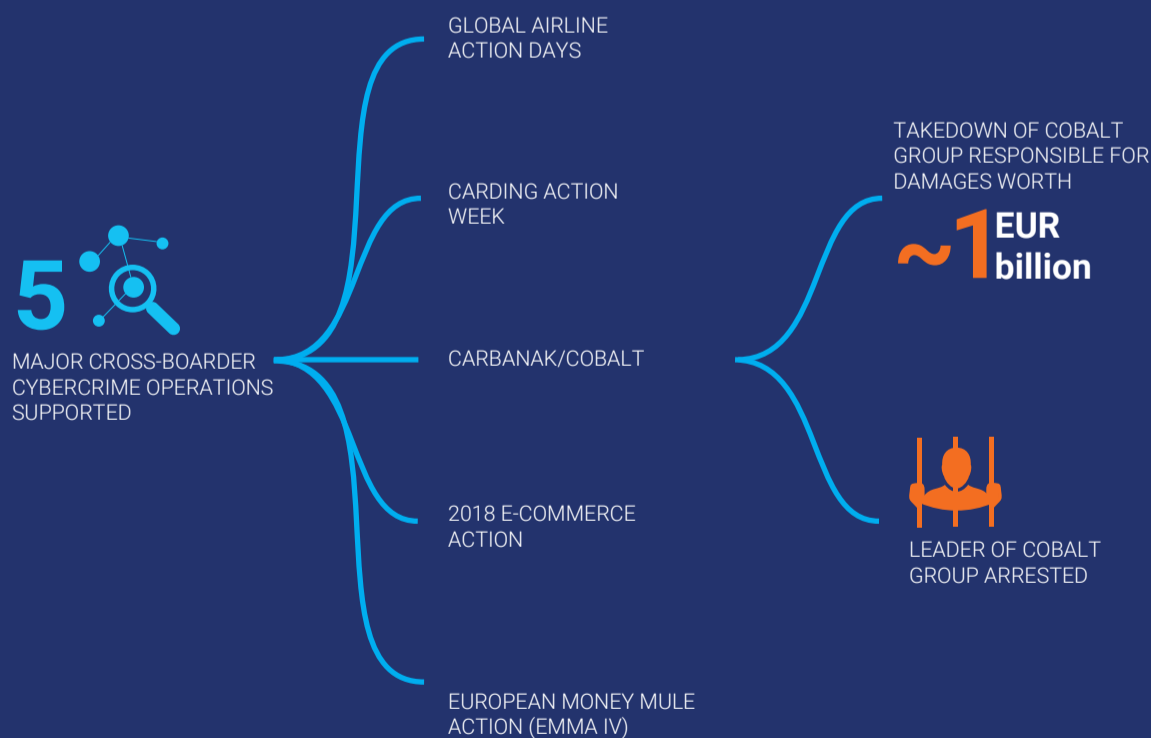 5
MAJOR CROSS-BOARDER
CYBERCRIME OPERATIONS
SUPPORTED
GLOBAL AIRLINE
ACTION DAYS
CARDING ACTION
WEEK
CARBANAK/COBALT
2018 E-COMMERCE
ACTION
EUROPEAN MONEY MULE
ACTION (EMMA IV)
TAKEDOWN OF COBALT
GROUP RESPONSIBLE FOR
DAMAGES WORTH
~1 EUR
billion
LEADER OF COBALT
GROUP ARRESTED